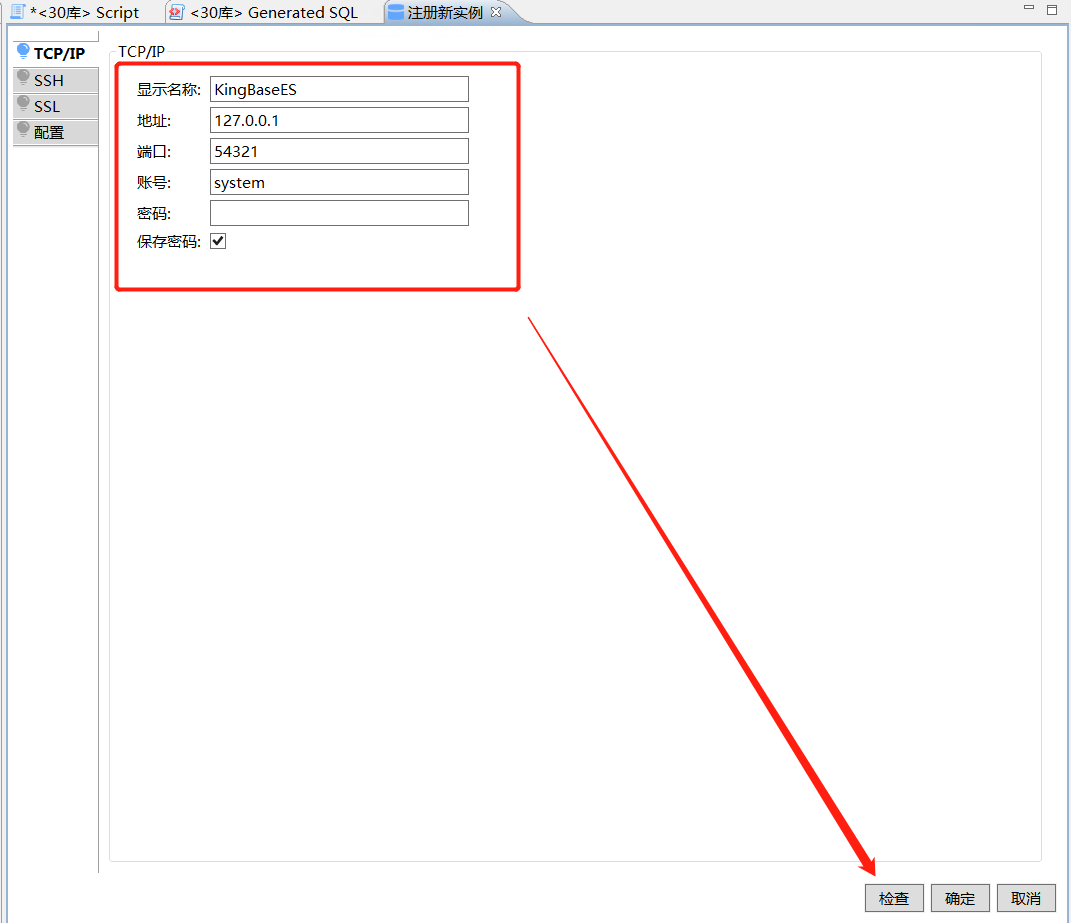 *<30库> Script <30库> Generated SQL 注册新实例
TCP/IP
SSH
SSL
配置
TCP/IP
显示名称: KingBaseES
地址: 127.0.0.1
端口: 54321
账号: system
密码:
保存密码:
检查 确定 取消